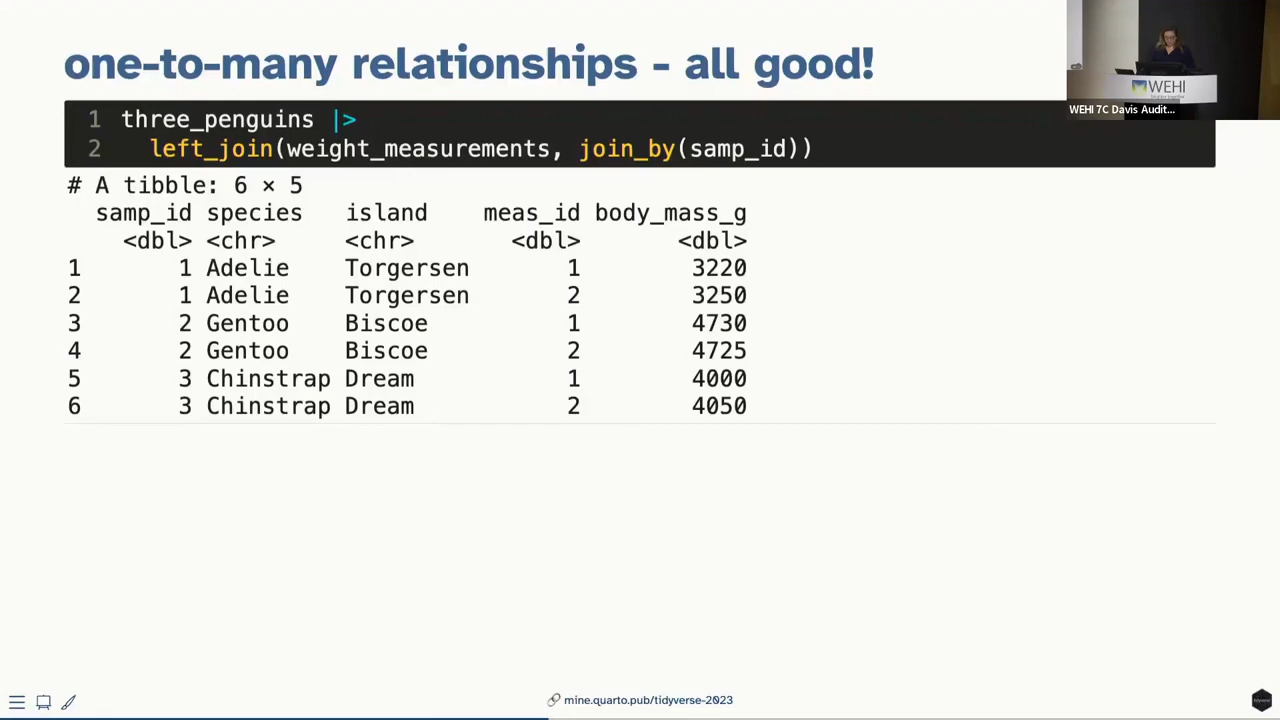 one-to-many relationships - all good!
1 three_penguins |>
2 left_join(weight_measurements, join_by(samp_id))
# A tibble: 6 × 5
samp_id species island meas_id body_mass_g
<dbl> <chr> <chr> <dbl> <dbl>
1 1 Adelie Torgersen 1 3220
2 1 Adelie Torgersen 2 3250
3 2 Gentoo Biscoe 1 4730
4 2 Gentoo Biscoe 2 4725
5 3 Chinstrap Dream 1 4000
6 3 Chinstrap Dream 2 4050
WEHI
WEHI 7C Davis Audit...
mine.quarto.pub/tidyverse-2023